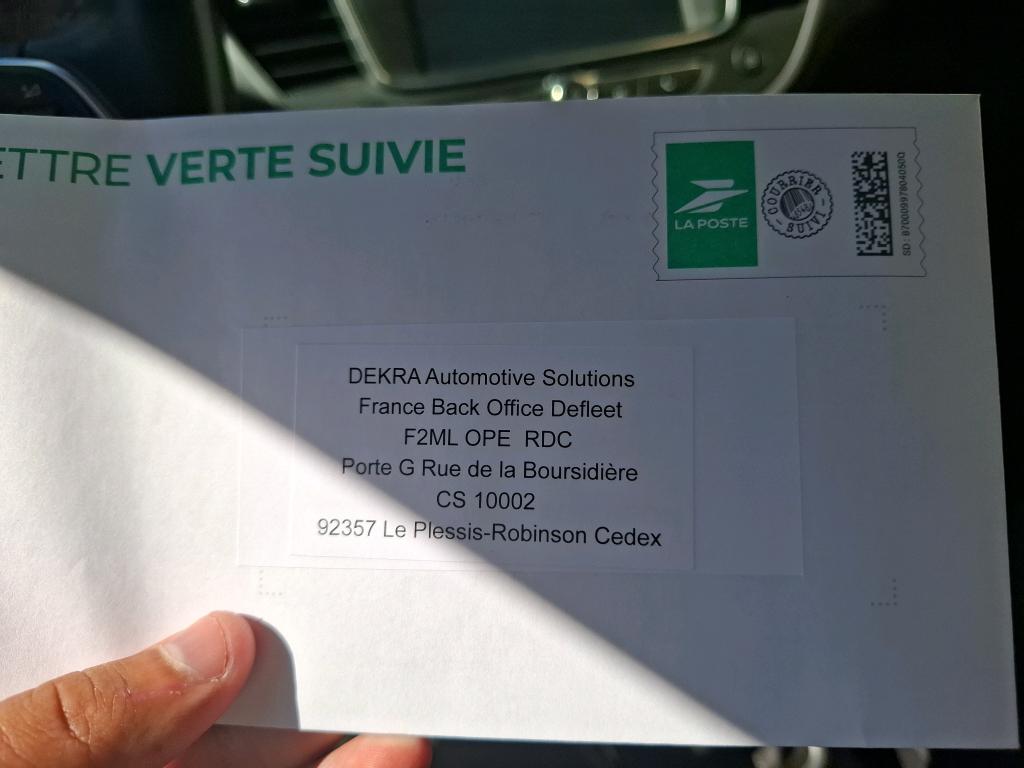 ETTRE VERTE SUIVIE
LA POSTE
COURRIER
SUIVI
DEKRA Automotive Solutions
France Back Office Defleet
F2ML OPE RDC
Porte G Rue de la Boursidière
CS 10002
92357 Le Plessis-Robinson Cedex